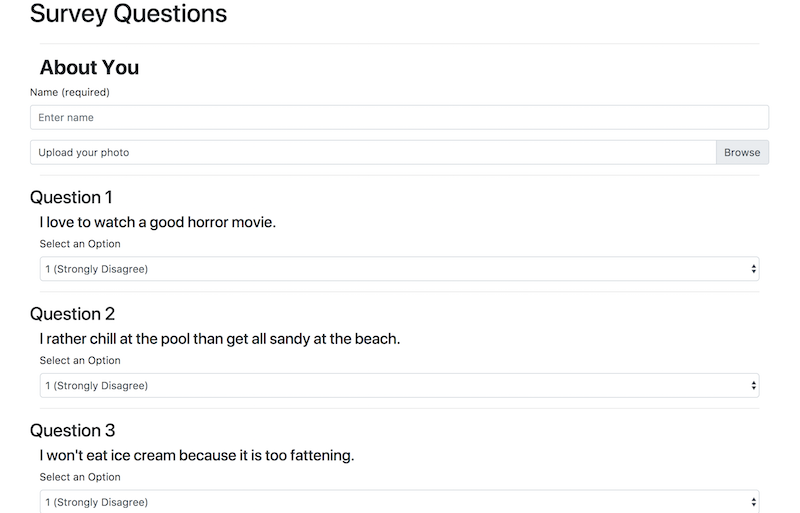 Survey Questions
About You
Name (required)
Enter name
Upload your photo Browse
Question 1
I love to watch a good horror movie.
Select an Option
1 (Strongly Disagree)
Question 2
I rather chill at the pool than get all sandy at the beach.
Select an Option
1 (Strongly Disagree)
Question 3
I won't eat ice cream because it is too fattening.
Select an Option
1 (Strongly Disagree)